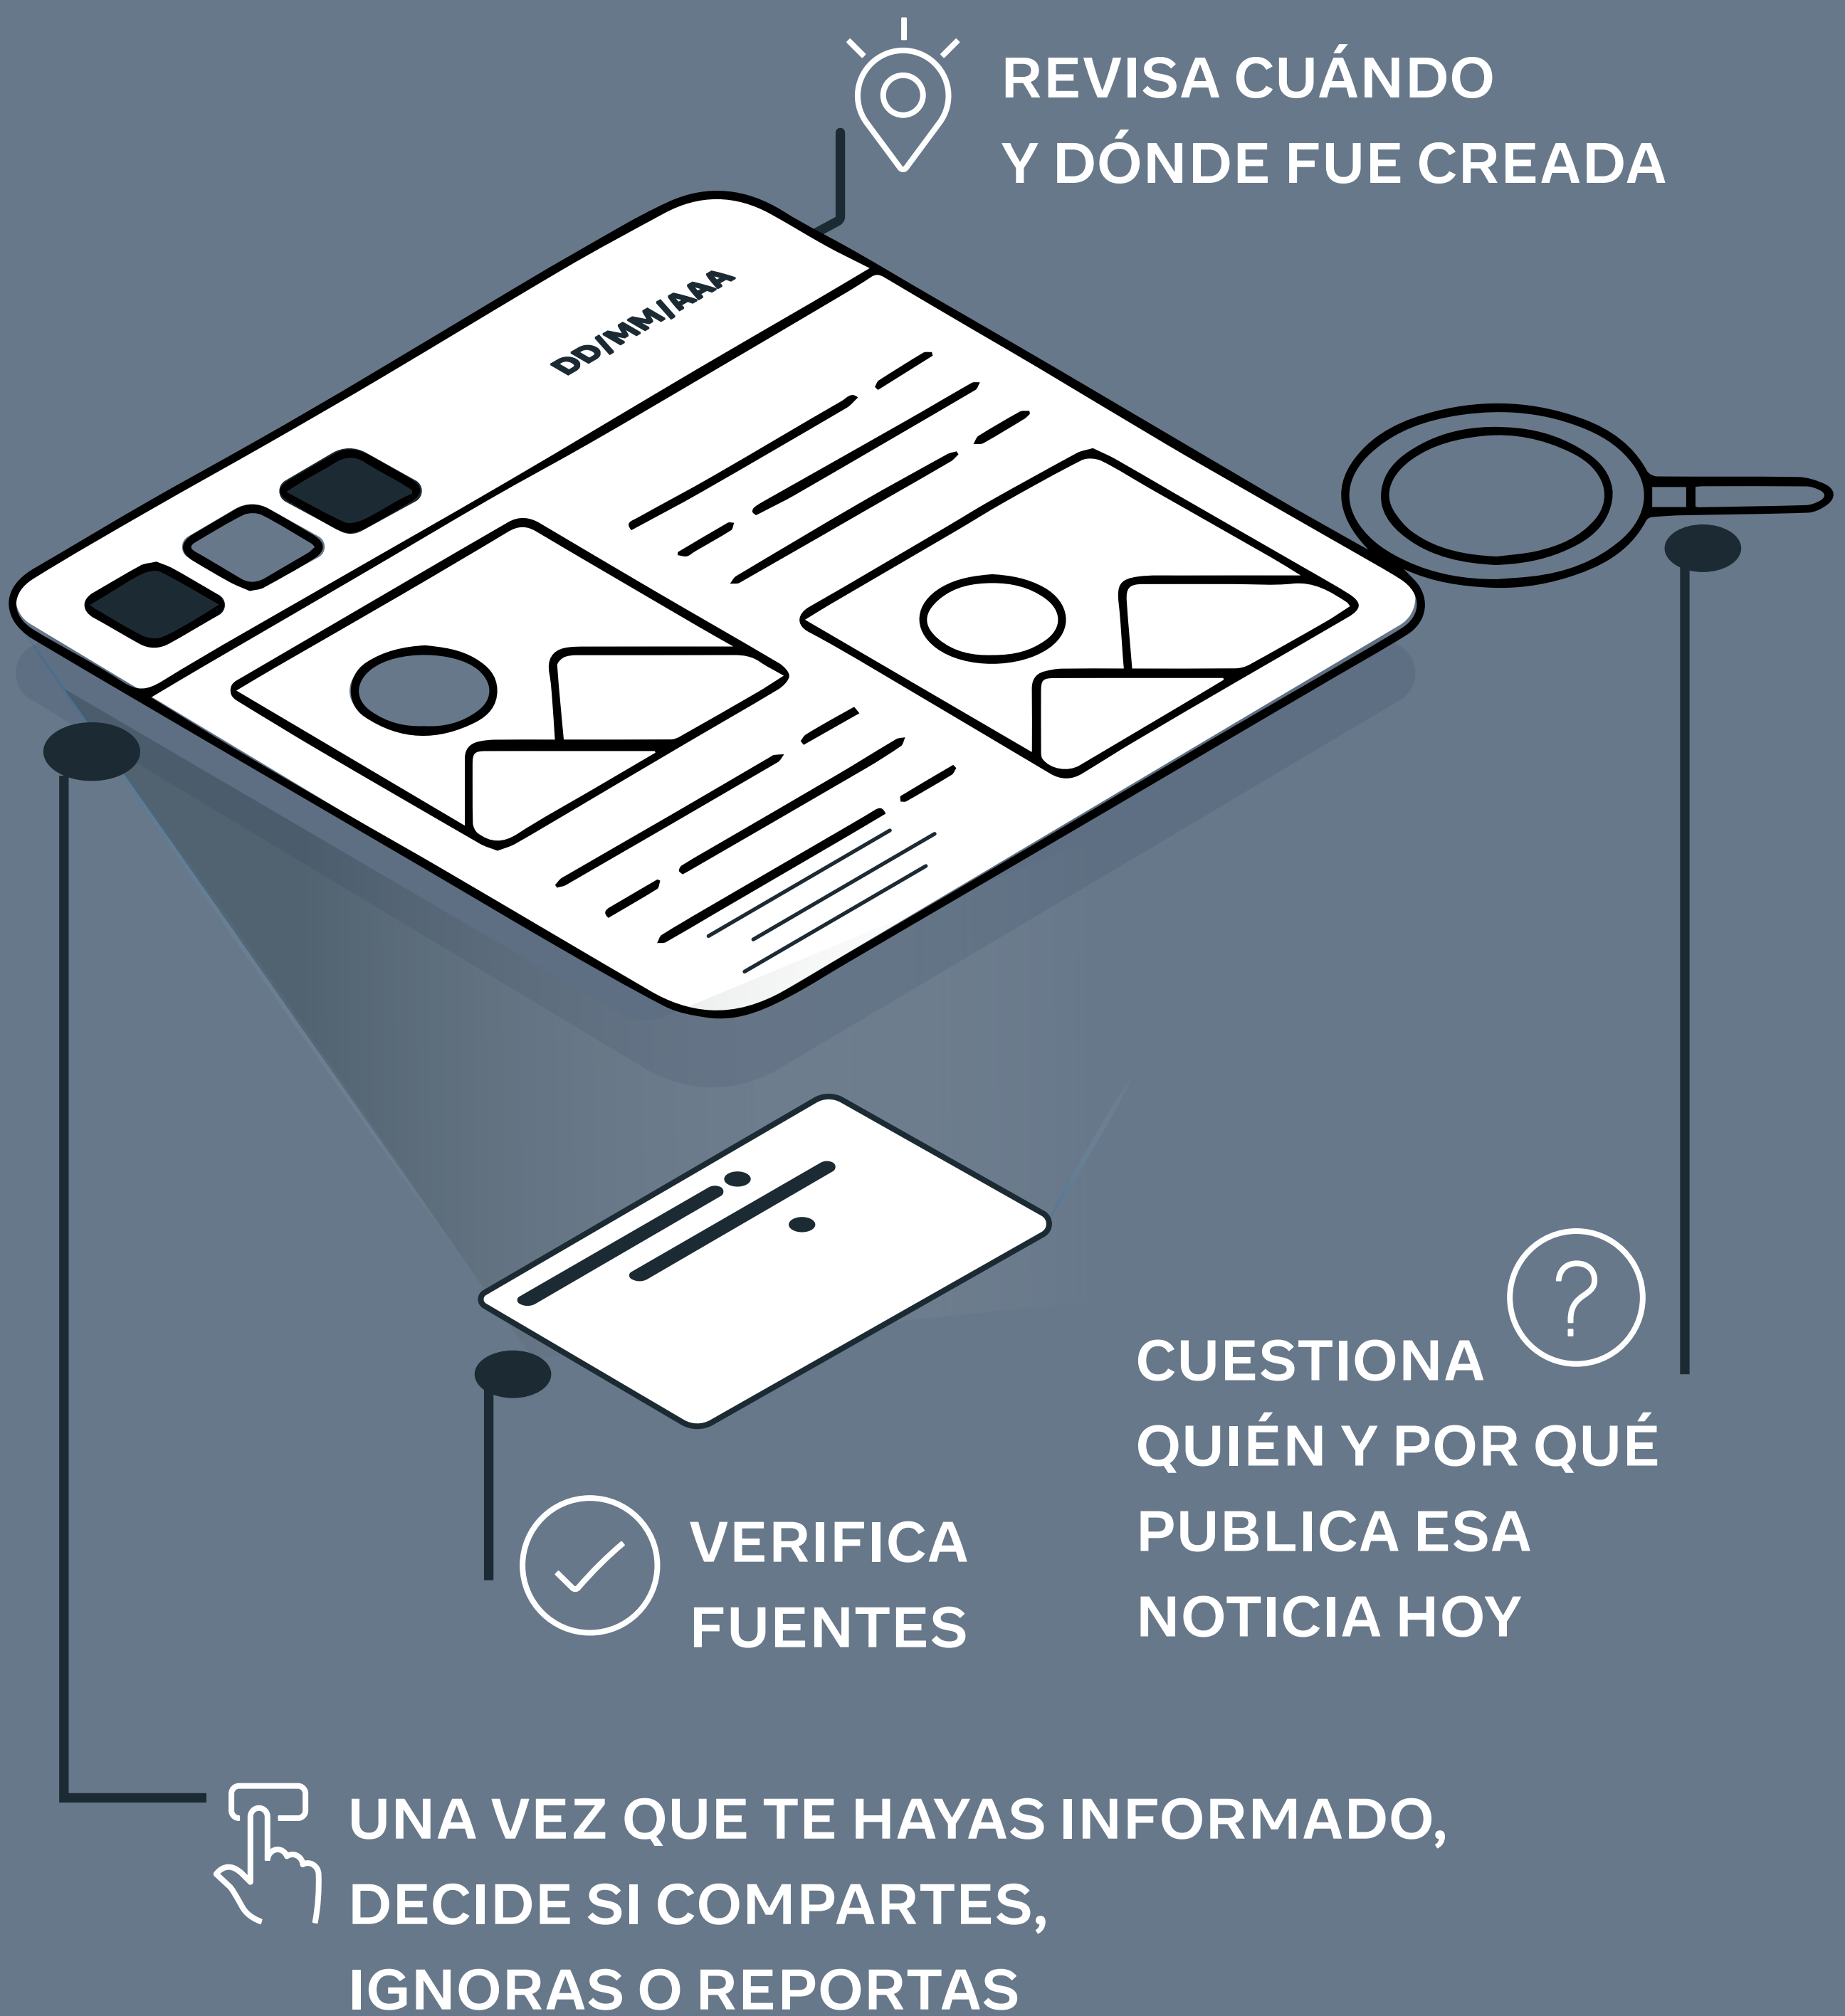 REVISA CUÁNDO
Y DÓNDE FUE CREADA
DD/MM/AAA
CUESTIONA
QUIÉN Y POR QUÉ
PUBLICA ESA
NOTICIA HOY
VERIFICA
FUENTES
UNA VEZ QUE TE HAYAS INFORMADO,
DECIDE SI COMPARTES,
IGNORAS O REPORTAS